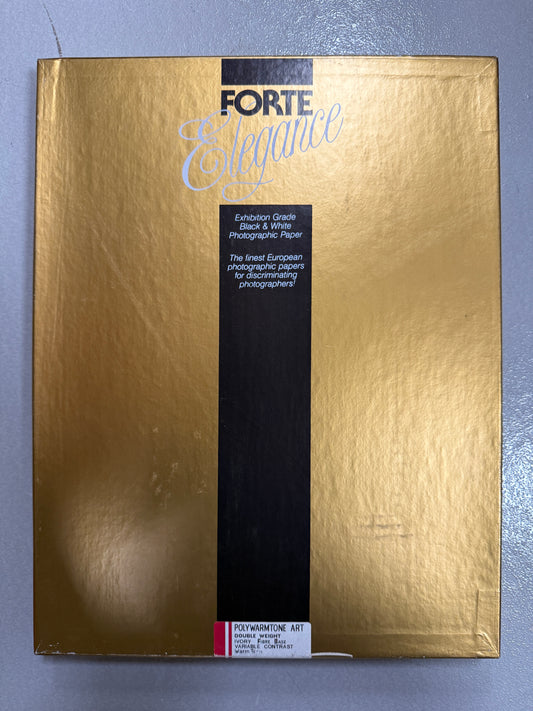 FORTE
Elegance
Exhibition Grade
Black & White
Photographic Paper
The finest European
photographic papers
for discriminating
photographers!
POLYWARMTONE ART
DOUBLE WEIGHT
IVORY FIBRE BASE
VARIABLE CONTRAST